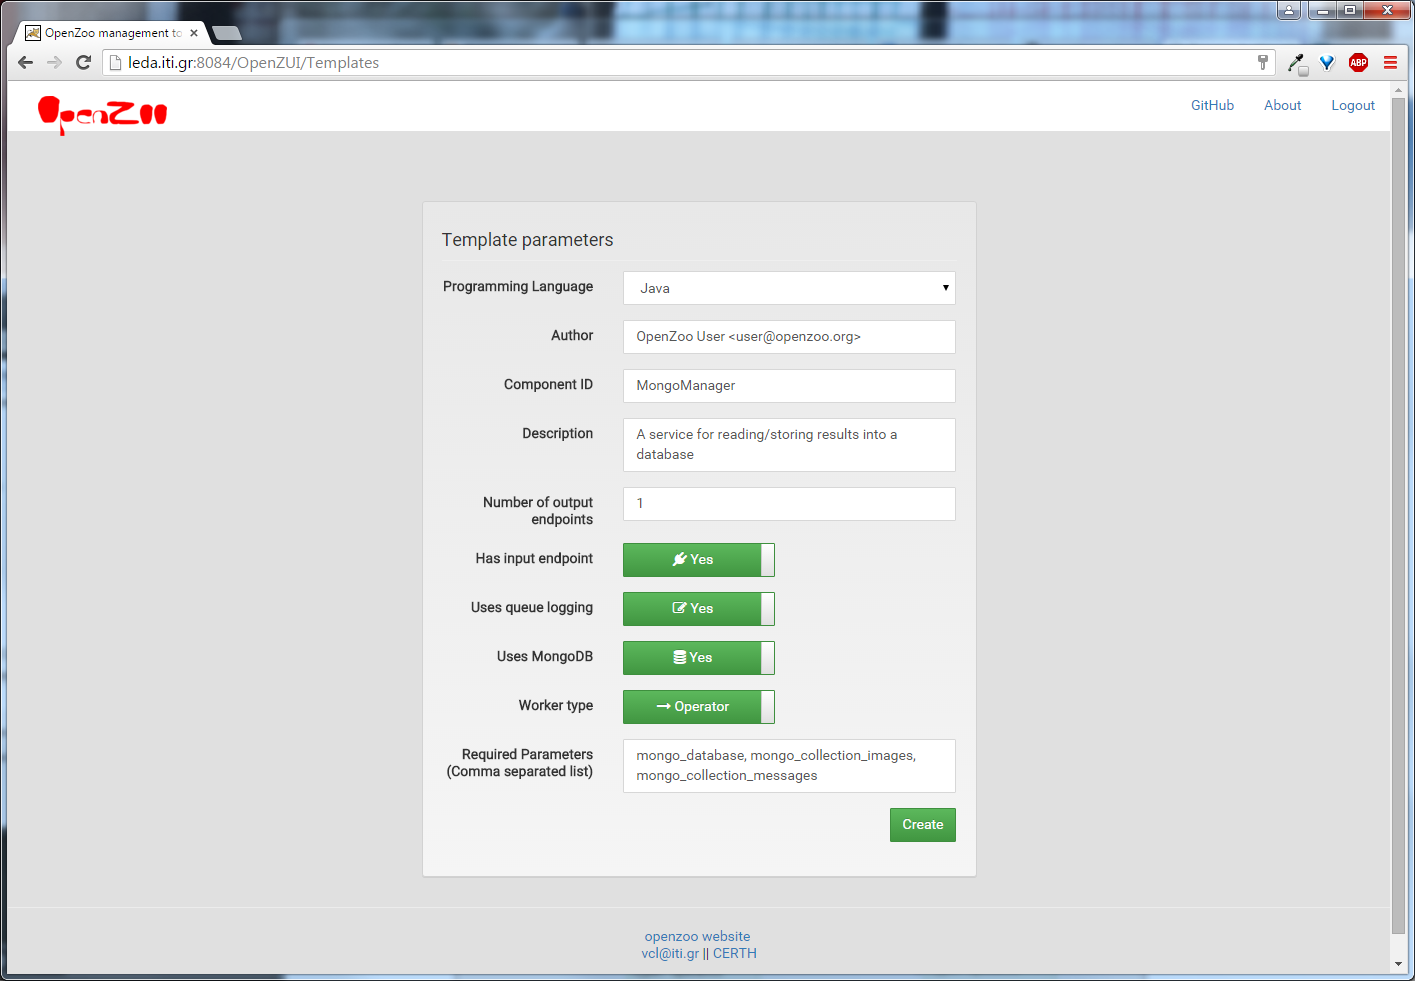 OpenZoo management to
leda.iti.gr:8084/OpenZUI/Templates
ABP
OpenZoo
GitHub
About
Logout
Template parameters
Programming Language
Java
Author
OpenZoo User <user@openzoo.org>
Component ID
MongoManager
Description
A service for reading/storing results into a
database
Number of output
endpoints
1
Has input endpoint
Yes
Uses queue logging
Yes
Uses MongoDB
Yes
Worker type
Operator
Required Parameters
(Comma separated list)
mongo_database, mongo_collection_images,
mongo_collection_messages
Create
openzoo website
vcl@iti.gr || CERTH